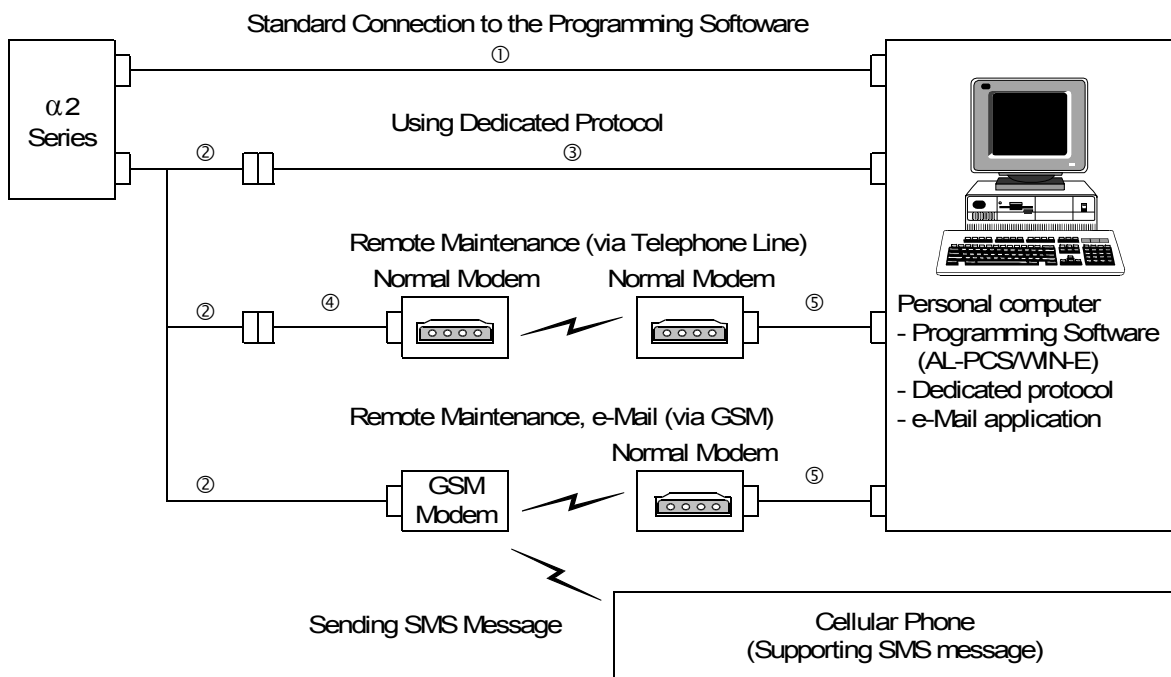 Standard Connection to the Programming Softoware
①
α2
Series
Using Dedicated Protocol
②
③
Remote Maintenance (via Telephone Line)
Normal Modem
Normal Modem
②
④
⑤
Personal computer
- Programming Software
(AL-PCS/WIN-E)
- Dedicated protocol
- e-Mail application
Remote Maintenance, e-Mail (via GSM)
Normal Modem
②
GSM
Modem
⑤
Sending SMS Message
Cellular Phone
(Supporting SMS message)